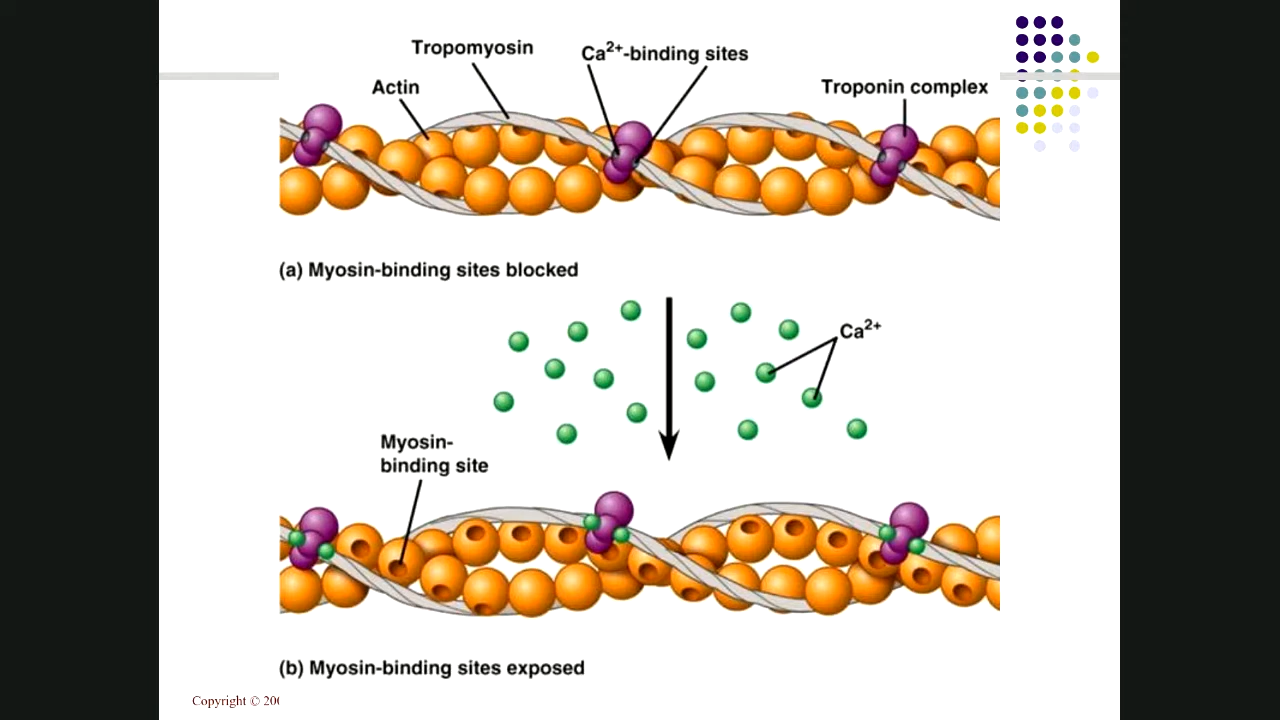 Tropomyosin
Ca²⁺-binding sites
Actin
Troponin complex
(a) Myosin-binding sites blocked
Ca²⁺
Myosin-
binding site
(b) Myosin-binding sites exposed
Copyright ©